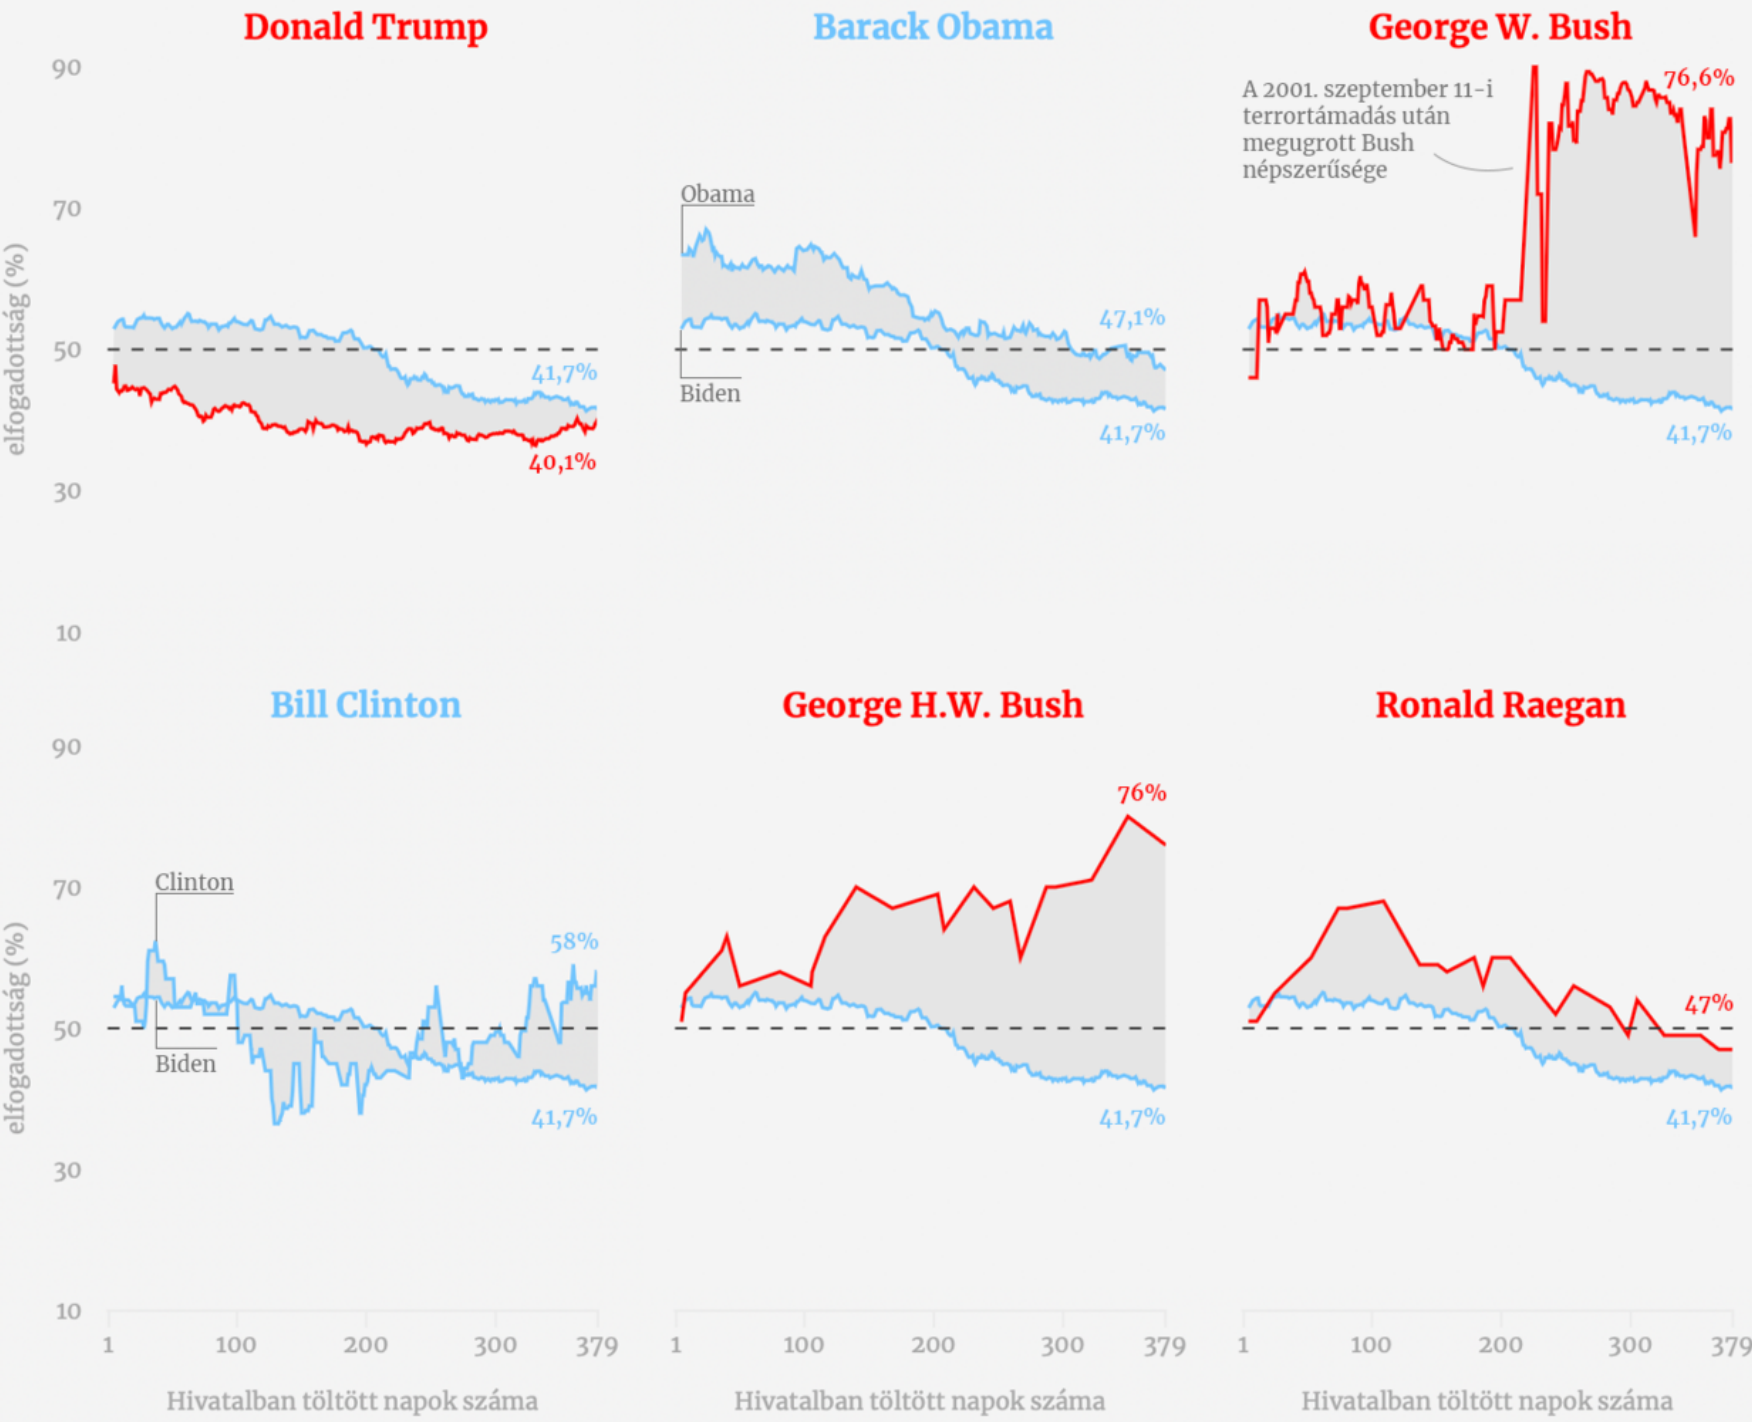 Donald Trump
Barack Obama
George W. Bush
90
70
50
30
10
elfogadottság (%)
41,7%
40,1%
Obama
Biden
47,1%
41,7%
A 2001. szeptember 11-i
terrortámadás után
megugrott Bush
népszerűsége
76,6%
41,7%
Bill Clinton
George H.W. Bush
Ronald Raegan
90
70
50
30
10
elfogadottság (%)
Clinton
Biden
58%
41,7%
76%
41,7%
47%
41,7%
1 100 200 300 379
1 100 200 300 379
1 100 200 300 379
Hivatalban töltött napok száma
Hivatalban töltött napok száma
Hivatalban töltött napok száma